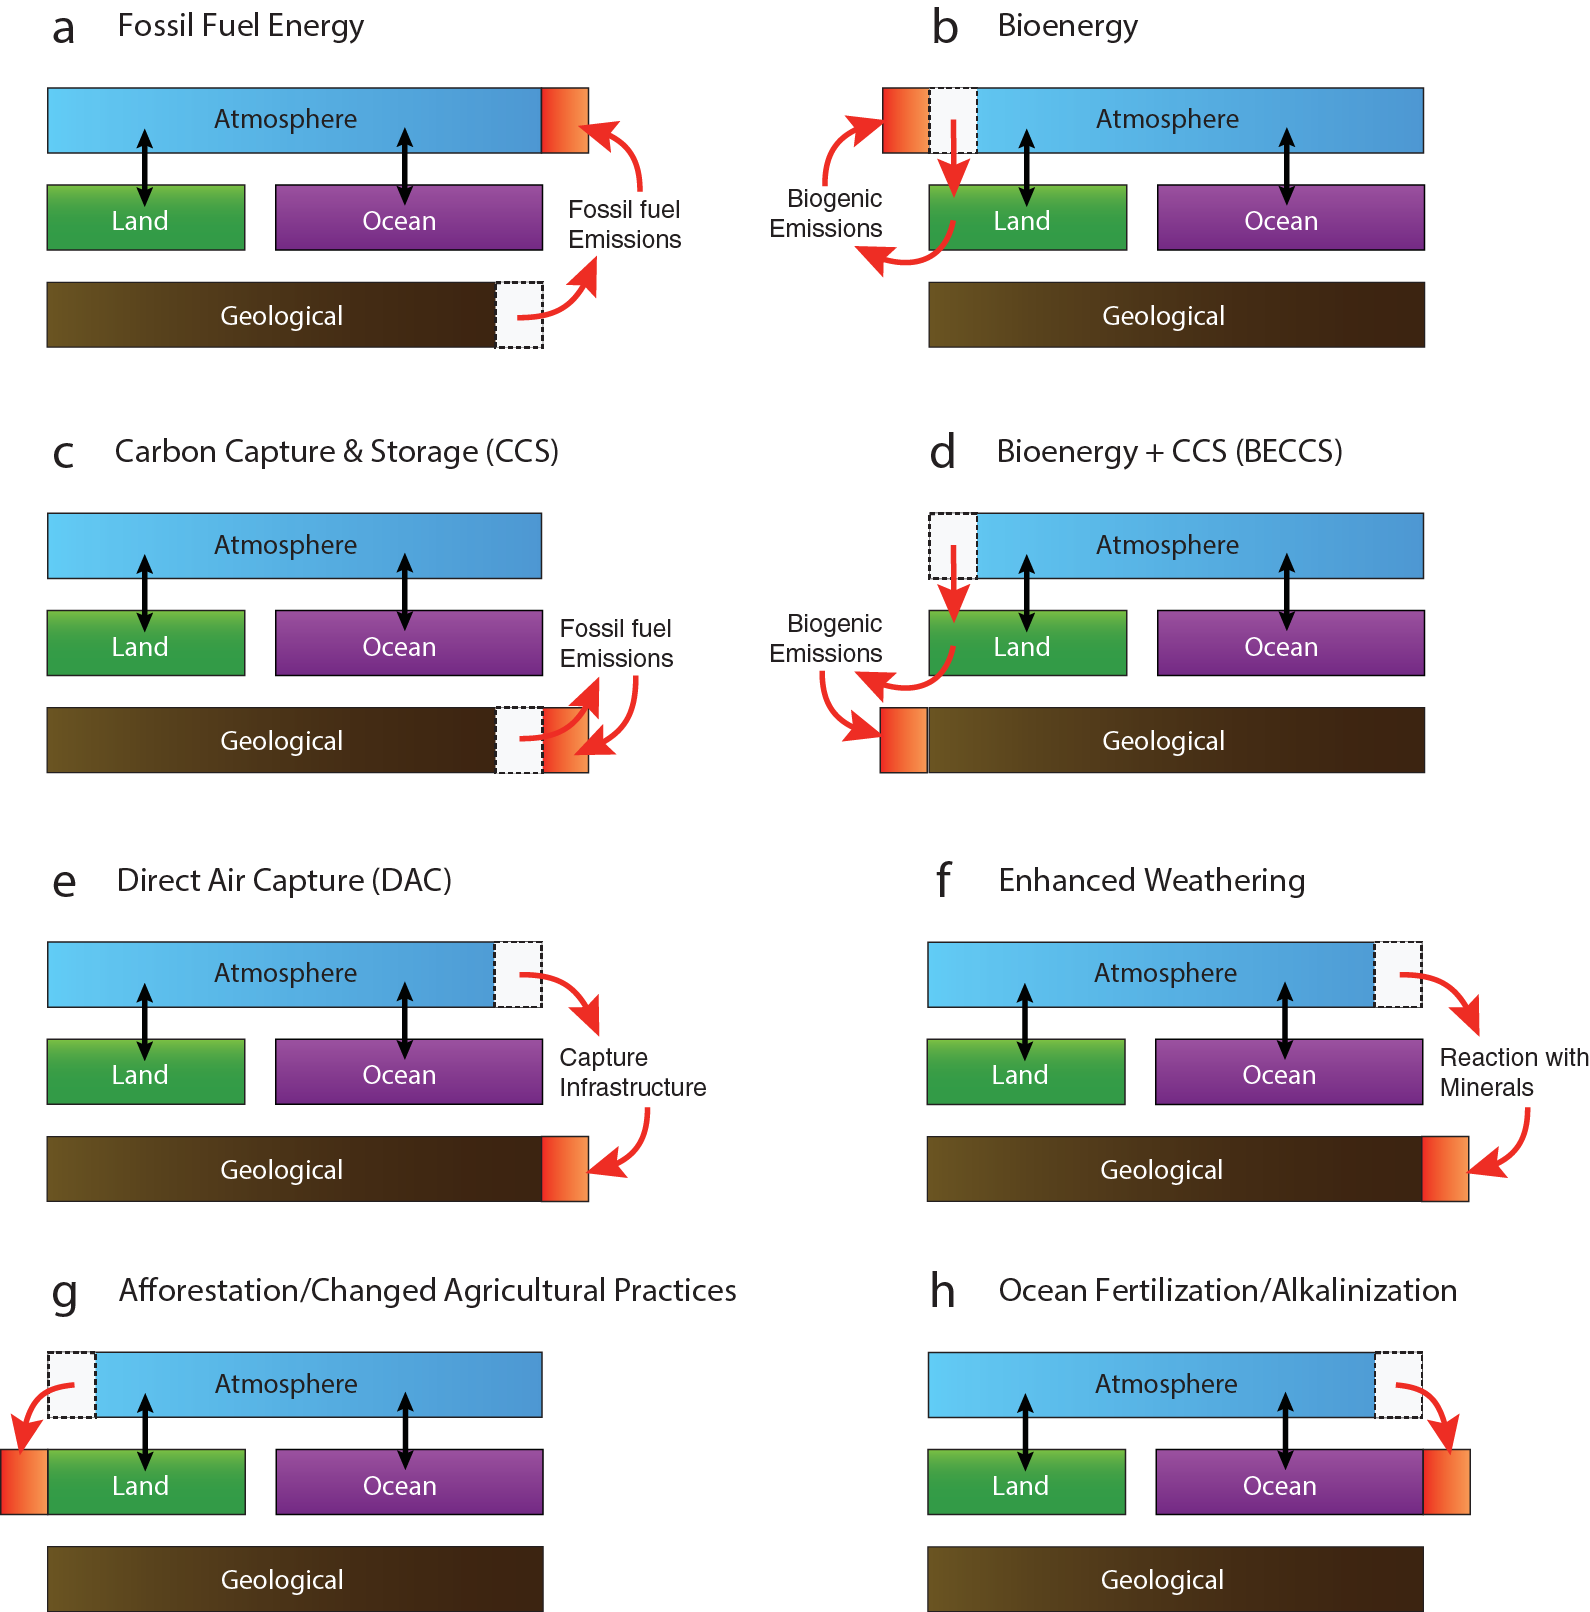 a Fossil Fuel Energy
Atmosphere
Land Ocean
Fossil fuel
Emissions
Geological
b Bioenergy
Atmosphere
Biogenic
Emissions
Land Ocean
Geological
c Carbon Capture & Storage (CCS)
Atmosphere
Land Ocean
Fossil fuel
Emissions
Geological
d Bioenergy + CCS (BECCS)
Atmosphere
Biogenic
Emissions
Land Ocean
Geological
e Direct Air Capture (DAC)
Atmosphere
Land Ocean
Capture
Infrastructure
Geological
f Enhanced Weathering
Atmosphere
Land Ocean
Reaction with
Minerals
Geological
g Afforestation/Changed Agricultural Practices
Atmosphere
Land Ocean
Geological
h Ocean Fertilization/Alkalinization
Atmosphere
Land Ocean
Geological